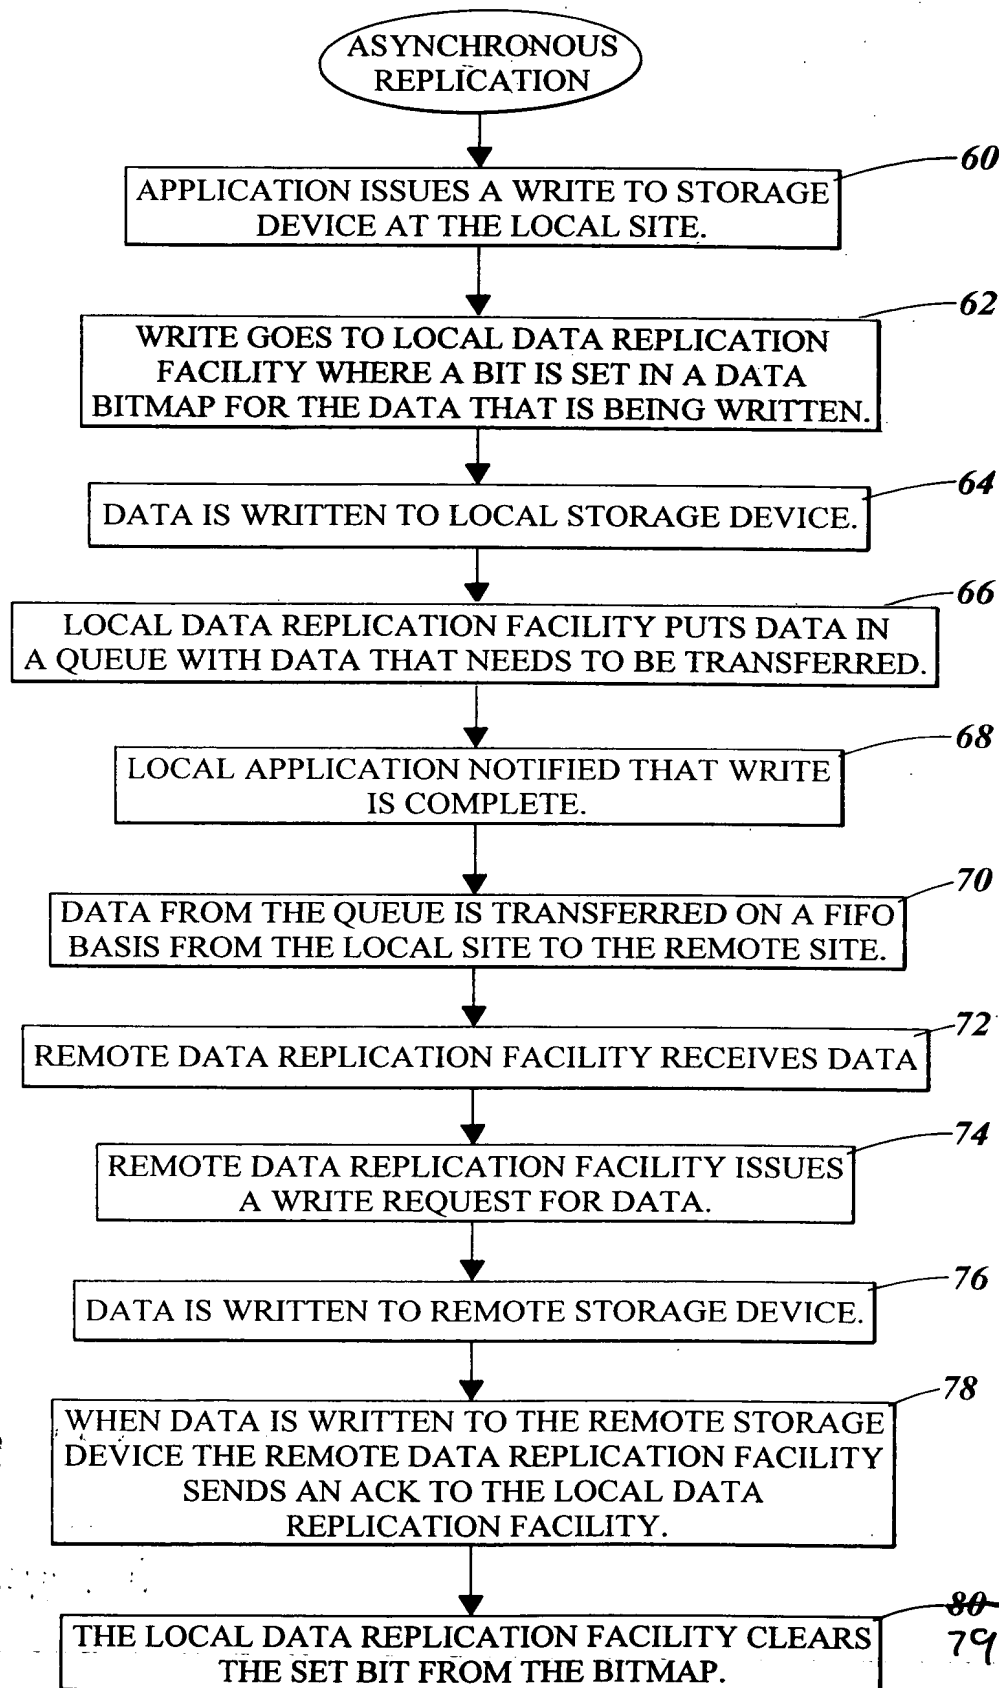 ASYNCHRONOUS
REPLICATION
60
APPLICATION ISSUES A WRITE TO STORAGE
DEVICE AT THE LOCAL SITE.
62
WRITE GOES TO LOCAL DATA REPLICATION
FACILITY WHERE A BIT IS SET IN A DATA
BITMAP FOR THE DATA THAT IS BEING WRITTEN.
64
DATA IS WRITTEN TO LOCAL STORAGE DEVICE.
66
LOCAL DATA REPLICATION FACILITY PUTS DATA IN
A QUEUE WITH DATA THAT NEEDS TO BE TRANSFERRED.
68
LOCAL APPLICATION NOTIFIED THAT WRITE
IS COMPLETE.
70
DATA FROM THE QUEUE IS TRANSFERRED ON A FIFO
BASIS FROM THE LOCAL SITE TO THE REMOTE SITE.
72
REMOTE DATA REPLICATION FACILITY RECEIVES DATA
74
REMOTE DATA REPLICATION FACILITY ISSUES
A WRITE REQUEST FOR DATA.
76
DATA IS WRITTEN TO REMOTE STORAGE DEVICE.
78
WHEN DATA IS WRITTEN TO THE REMOTE STORAGE
DEVICE THE REMOTE DATA REPLICATION FACILITY
SENDS AN ACK TO THE LOCAL DATA
REPLICATION FACILITY.
80
79
THE LOCAL DATA REPLICATION FACILITY CLEARS
THE SET BIT FROM THE BITMAP.